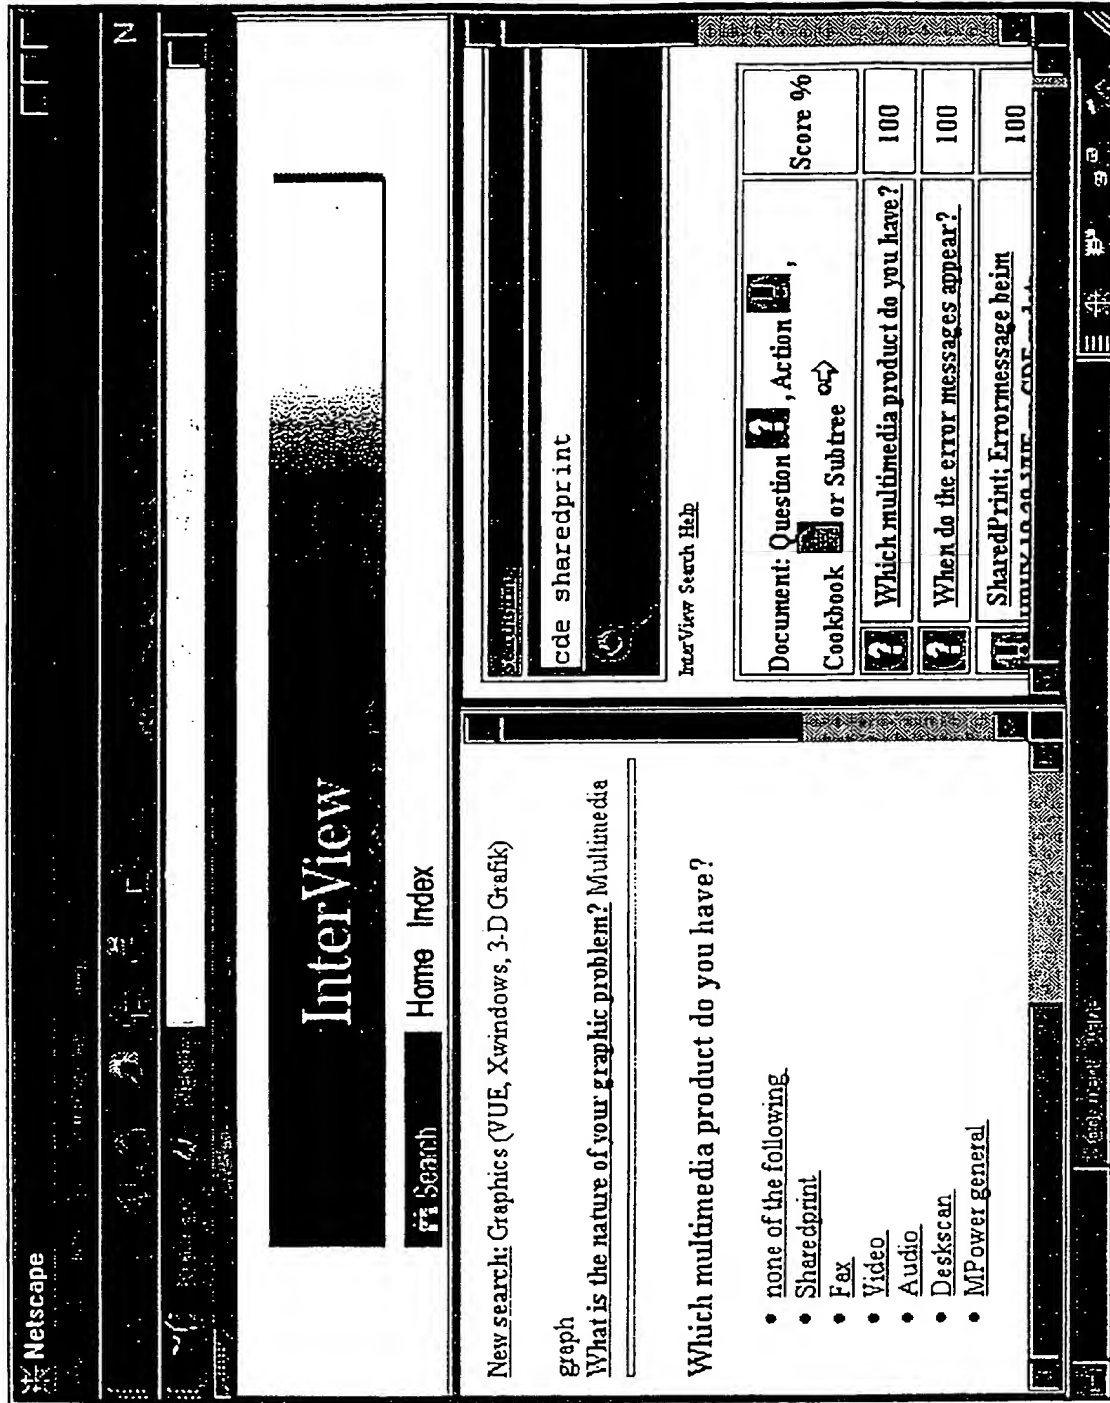 Netscape
N
InterView
Search Home Index
New search: Graphics (VUE, Xwindows, 3-D Grafik)
graph
What is the nature of your graphic problem? Multimedia
Which multimedia product do you have?
• none of the following
• Sharedprint
• Fax
• Video
• Audio
• Deskscan
• MPower general
cde sharedprint
InterView Search Help
Document: Question ? , Action ,
Cookbook or Subtree
Score %
? Which multimedia product do you have? 100
? When do the error messages appear? 100
SharedPrint; Errormessage beim 100